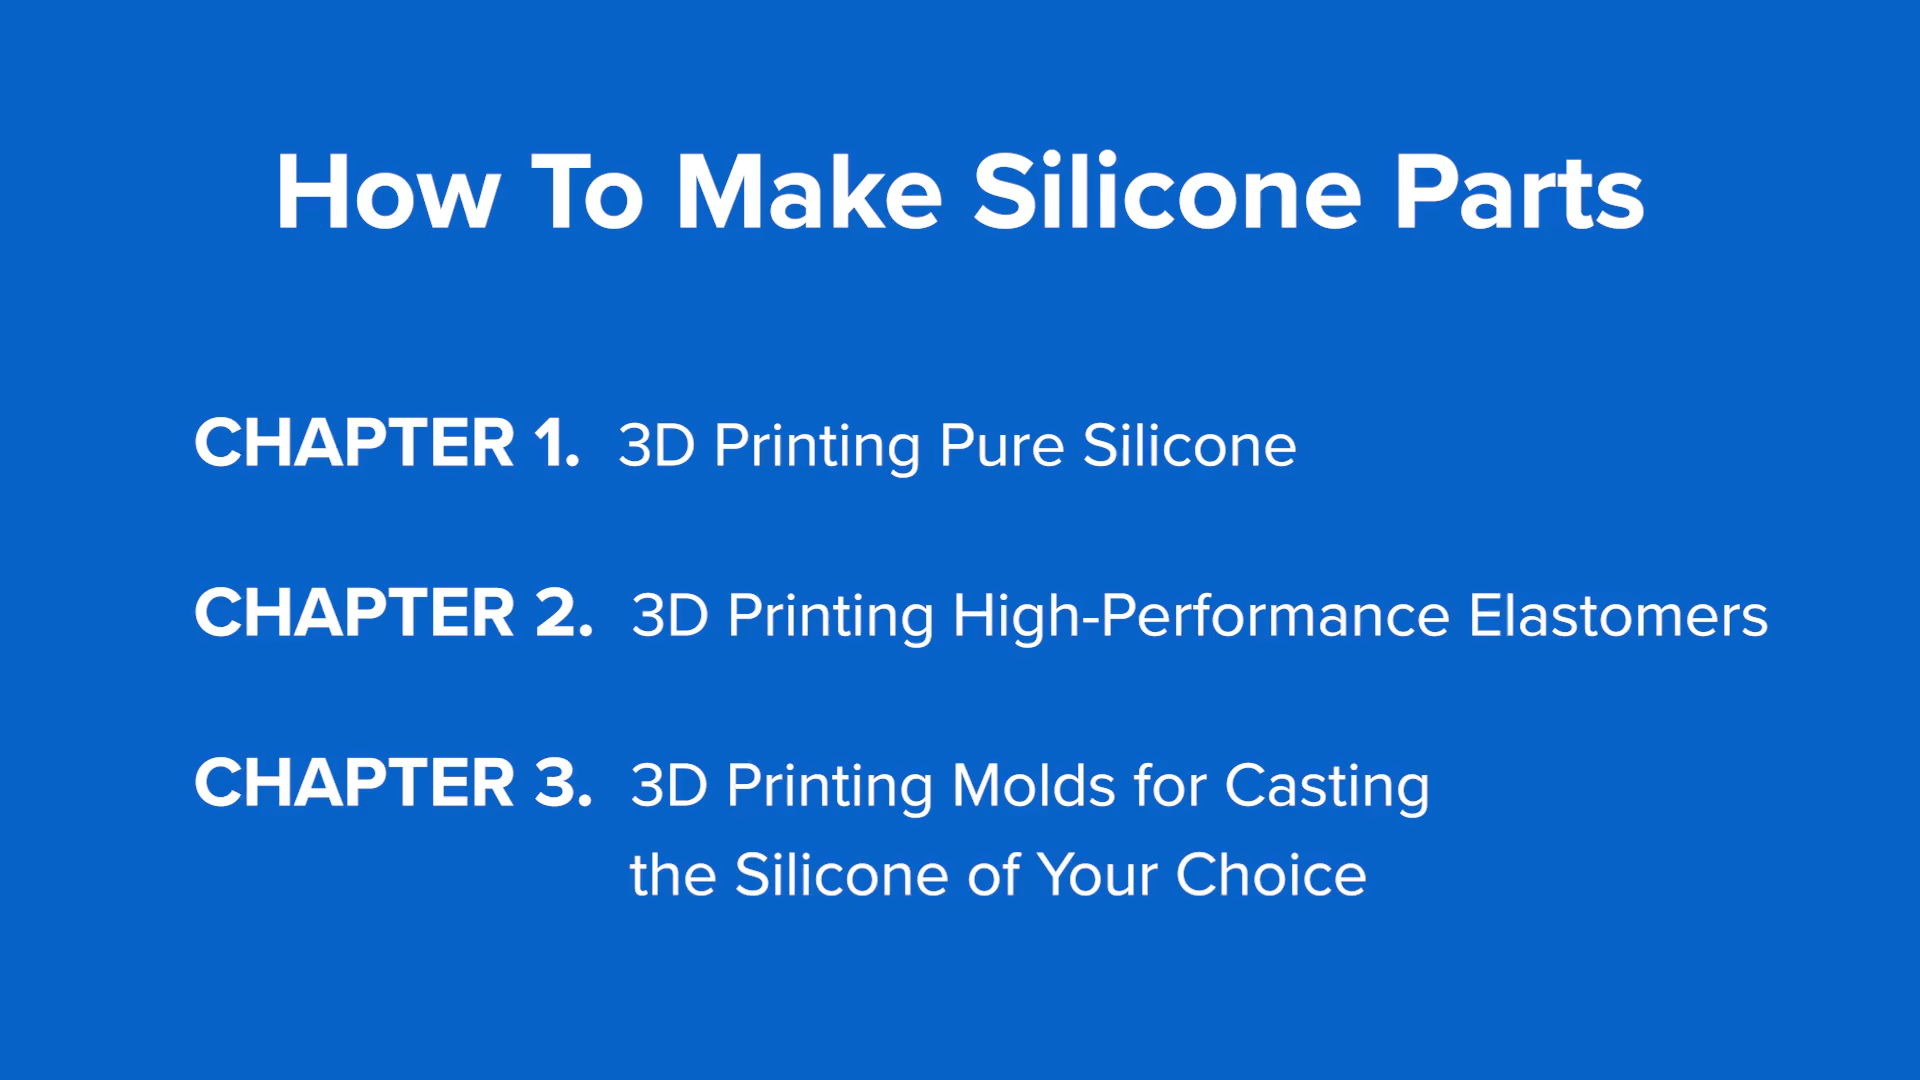 How To Make Silicone Parts
CHAPTER 1. 3D Printing Pure Silicone
CHAPTER 2. 3D Printing High-Performance Elastomers
CHAPTER 3. 3D Printing Molds for Casting
the Silicone of Your Choice